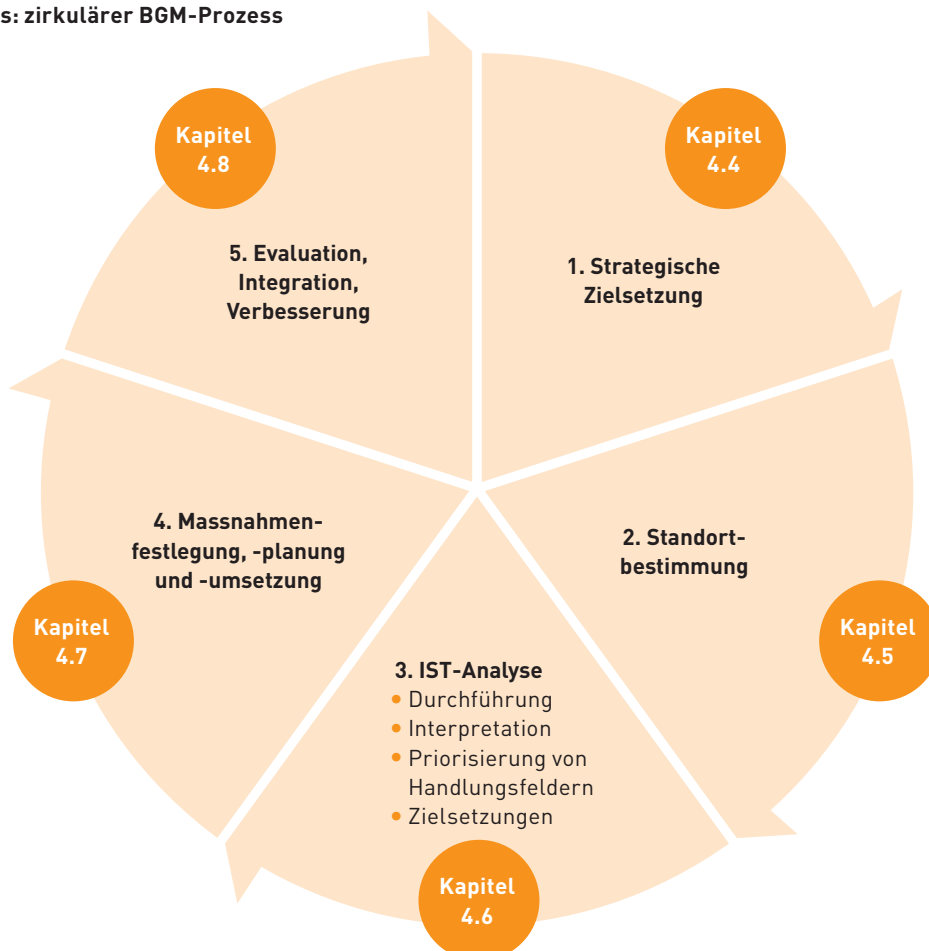 s: zirkulärer BGM-Prozess
Kapitel
4.8
Kapitel
4.4
5. Evaluation,
Integration,
Verbesserung
1. Strategische
Zielsetzung
4. Massnahmen-
festlegung, -planung
und -umsetzung
2. Standort-
bestimmung
Kapitel
4.7
Kapitel
4.5
3. IST-Analyse
• Durchführung
• Interpretation
• Priorisierung von
Handlungsfeldern
• Zielsetzungen
Kapitel
4.6